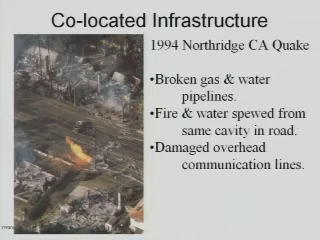 Co-located Infrastructure
1994 Northridge CA Quake
•Broken gas & water
pipelines.
•Fire & water spewed from
same cavity in road.
•Damaged overhead
communication lines.